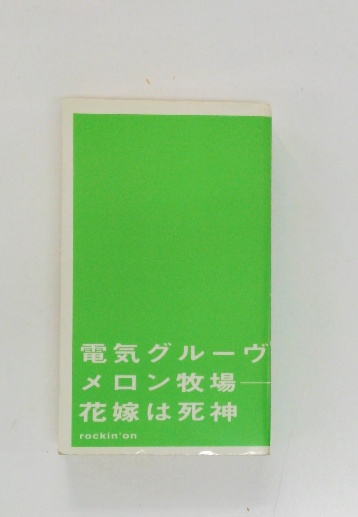 電気グルーヴ
メロン牧場—
花嫁は死神
rockin'on